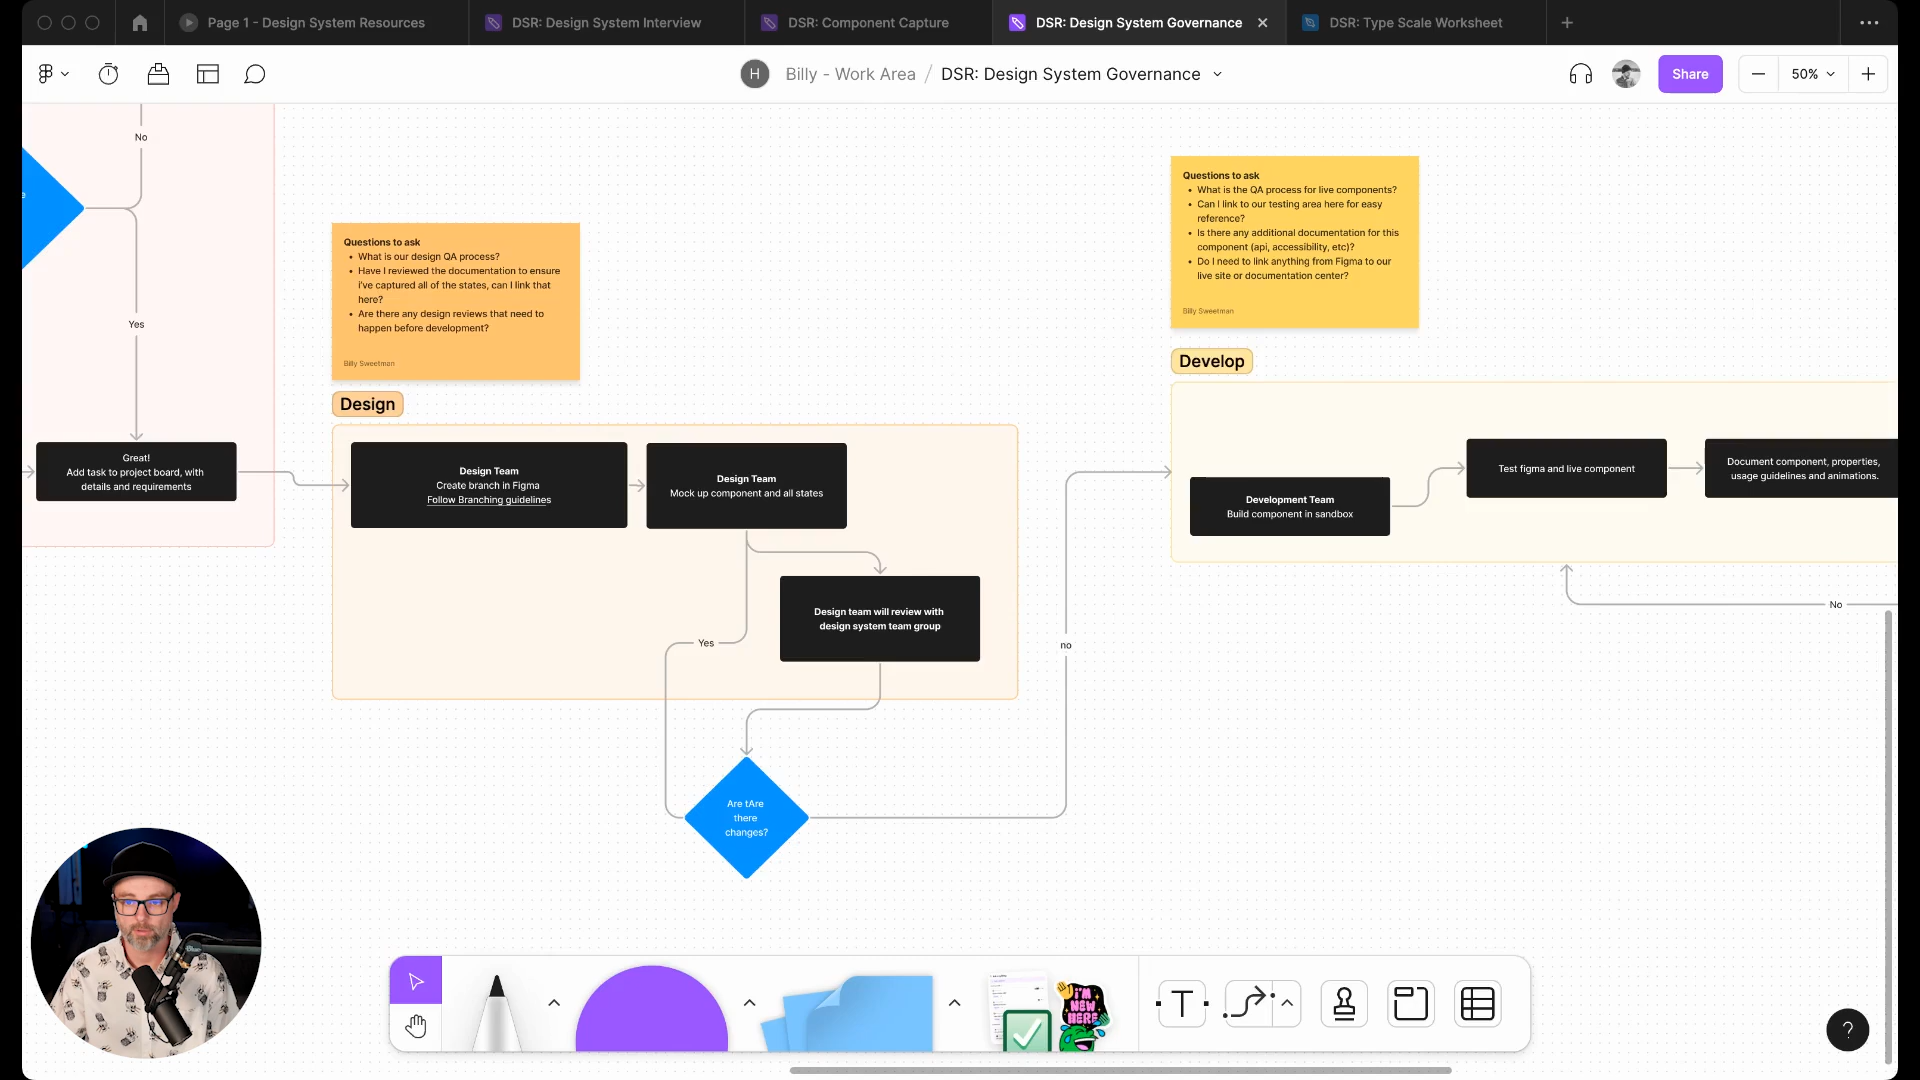 Page 1 - Design System Resources
DSR: Design System Interview
DSR: Component Capture
DSR: Design System Governance
DSR: Type Scale Worksheet
H
Billy - Work Area / DSR: Design System Governance
Share
50%
No
Yes
Great!
Add task to project board, with
details and requirements
Questions to ask
• What is our design QA process?
• Have I reviewed the documentation to ensure
i've captured all of the states, can I link that
here?
• Are there any design reviews that need to
happen before development?
Billy Sweetman
Design
Design Team
Create branch in Figma
Follow Branching guidelines
Design Team
Mock up component and all states
Design team will review with
design system team group
Yes
Are tAre
there
changes?
no
Questions to ask
• What is the QA process for live components?
• Can I link to our testing area here for easy
reference?
• Is there any additional documentation for this
component (api, accessibility, etc)?
• Do I need to link anything from Figma to our
live site or documentation center?
Billy Sweetman
Develop
Development Team
Build component in sandbox
Test figma and live component
Document component, properties,
usage guidelines and animations.
No
I'M
NEW
HERE
T
?